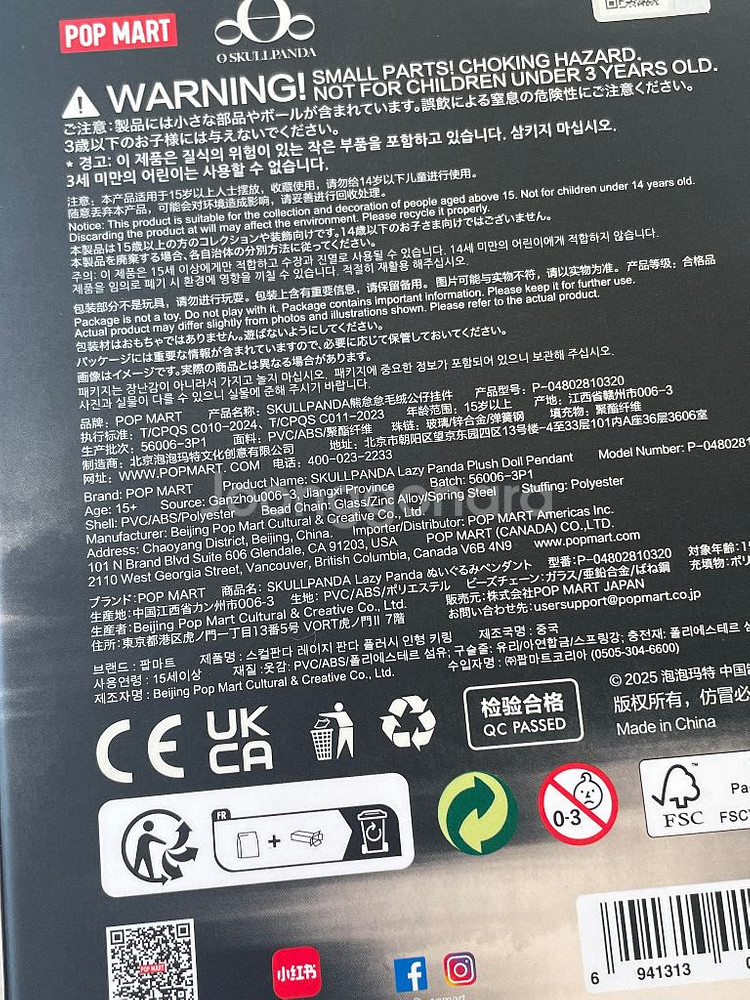 POP MART
SKULLPANDA
WARNING! SMALL PARTS! CHOKING HAZARD.
NOT FOR CHILDREN UNDER 3 YEARS OLD.
ご注意:製品には小さな部品やボールが含まれています。誤飲による窒息の危険性にご注意ください。
3歳以下のお子様には与えないでください。
* 경고: 이 제품은 질식의 위험이 있는 작은 부품을 포함하고 있습니다. 삼키지 마십시오.
3세 미만의 어린이는 사용할 수 없습니다.
注意:本产品适用于15岁以上人士摆放,收藏使用,请勿给14岁以下儿童进行使用。
随意丢弃本产品,可能会对环境造成影响,请妥善进行回收处理。
Notice: This product is suitable for the collection and decoration of people aged above 15. Not for children under 14 years old.
Discarding the product at will may affect the environment. Please recycle it properly.
本製品は15歳以上の方のコレクションや装飾向けです。14歳以下のお子さま向けではございません。
本製品を廃棄する場合、各自治体の分別方法に従ってください。
주의: 이 제품은 15세 이상에게만 적합하고 수장과 진열로 사용될 수 있습니다. 14세 미만의 어린이에게 적합하지 않습니다.
제품을 임의로 폐기 시 환경에 영향을 끼칠 수 있습니다. 적절히 재활용 해주십시오.
包装部分不是玩具,请勿进行玩耍。包装上含有重要信息,请保留备用。图片可能与实物不符,请以实物为准。产品等级:合格品
Package is not a toy. Do not play with it. Package contains important information. Please keep it for further use.
Actual product may differ slightly from photos and illustrations shown. Please refer to the actual product.
包装材はおもちゃではありません。遊ばないようにしてください。
パッケージには重要な情報が含まれていますので、必要に応じて保管しておいてください。
画像はイメージです。実際の商品とは異なる場合があります。
패키지는 장난감이 아니라서 가지고 놀지 마십시오. 패키지에 중요한 정보가 포함되어 있으니 보관해 주십시오.
사진과 실물이 다를 수 있으니 실물에 준해 주시기 바랍니다.
品牌:POP MART 产品名称:SKULLPANDA熊怠怠毛绒公仔挂件 产品型号:P-04802810320
执行标准:T/CPQS C010-2024、T/CPQS C011-2023 年龄范围:15岁以上 产地:江西省赣州市006-3
生产批次:56006-3P1 面料:PVC/ABS/聚酯纤维 珠链:玻璃/锌合金/弹簧钢 填充物:聚酯纤维
制造商:北京泡泡玛特文化创意有限公司 地址:北京市朝阳区望京东园四区13号楼-4至33层101内A座36层3606室
网址:WWW.POPMART.COM 电话:400-023-2233
Brand: POP MART Product Name: SKULLPANDA Lazy Panda Plush Doll Pendant Model Number: P-048028
Age: 15+ Source: Ganzhou006-3 Jiangxi Province Batch: 56006-3P1
Shell: PVC/ABS/Polyester Bead Chain: Glass/Zinc Alloy/Spring Steel Stuffing: Polyester
Manufacturer: Beijing Pop Mart Cultural & Creative Co., Ltd.
Address: Chaoyang District, Beijing, China. Importer/Distributor: POP MART Americas Inc.
101 N Brand Blvd Suite 606 Glendale, CA 91203, USA POP MART (CANADA) CO.,LTD.
2110 West Georgia Street, Vancouver, British Columbia, Canada V6B 4N9 www.popmart.com
ブランド:POP MART 商品名:SKULLPANDA Lazy Panda ぬいぐるみペンダント 型番:P-04802810320 対象年齢:
生産地:中国江西省カン州市006-3 生地:PVC/ABS/ポリエステル ビーズチェーン:ガラス/亜鉛合金/ばね鋼 充填物:ポリ
生産者:Beijing Pop Mart Cultural & Creative Co., Ltd. 販売元:株式会社POP MART JAPAN
住所:東京都港区虎ノ門一丁目13番5号 VORT虎ノ門II 7階 お問い合わせ先:usersupport@popmart.co.jp
브랜드 : 팝마트 제품명 : 스컬판다 레이지 판다 플러시 인형 키링 제조국명 : 중국
사용연령 : 15세이상 재질 :옷감: PVC/ABS/폴리에스테르 섬유; 구슬줄: 유리/아연합금/스프링강; 충전재: 폴리에스테르
제조자명 : Beijing Pop Mart Cultural & Creative Co., Ltd. 수입자명 : ㈜팝마트코리아 (0505-304-6600)
© 2025 泡泡玛特 中国
版权所有,仿冒必
Made in China
CE
UK
CA
检验合格
QC PASSED
FR
0-3
FSC
FSC
小红书
POP MART
6 941313